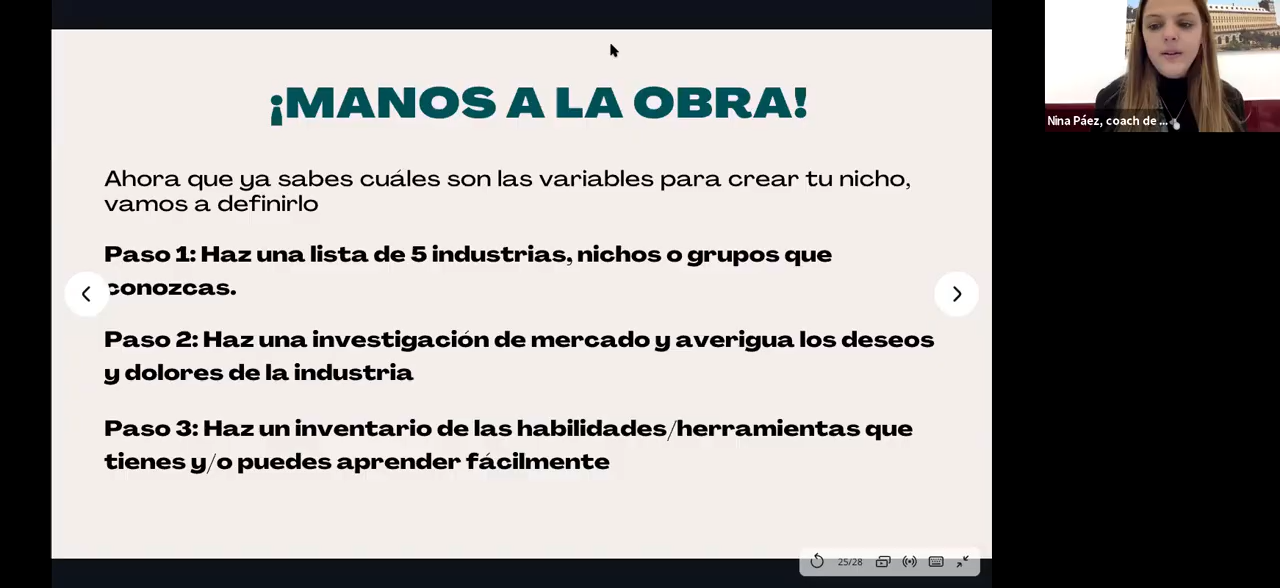 ¡MANOS A LA OBRA!
Ahora que ya sabes cuáles son las variables para crear tu nicho,
vamos a definirlo
Paso 1: Haz una lista de 5 industrias, nichos o grupos que
conozcas.
Paso 2: Haz una investigación de mercado y averigua los deseos
y dolores de la industria
Paso 3: Haz un inventario de las habilidades/herramientas que
tienes y/o puedes aprender fácilmente
25/28
Nina Páez, coach de ...